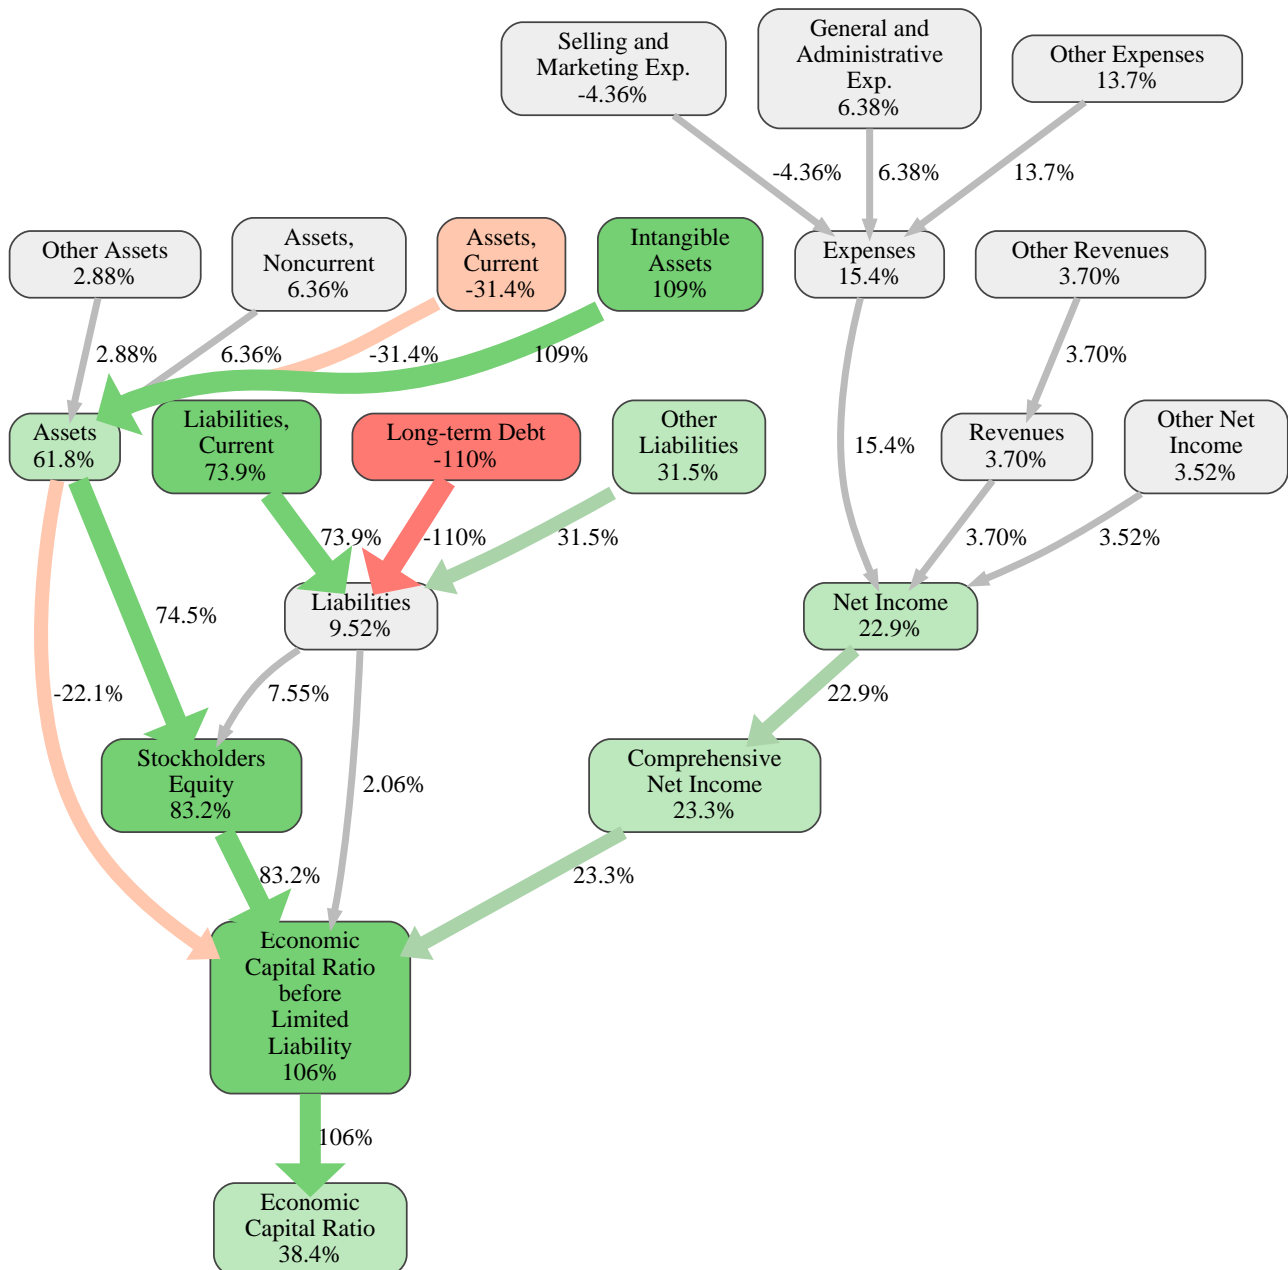 Selling and
Marketing Exp.
-4.36%
General and
Administrative
Exp.
6.38%
Other Expenses
13.7%
-4.36%
6.38%
13.7%
Other Assets
2.88%
Assets,
Noncurrent
6.36%
Assets,
Current
-31.4%
Intangible
Assets
109%
Expenses
15.4%
Other Revenues
3.70%
2.88%
6.36%
-31.4%
109%
3.70%
Assets
61.8%
Liabilities,
Current
73.9%
Long-term Debt
-110%
Other
Liabilities
31.5%
15.4%
Revenues
3.70%
Other Net
Income
3.52%
73.9%
-110%
31.5%
3.70%
3.52%
74.5%
Liabilities
9.52%
Net Income
22.9%
-22.1%
7.55%
22.9%
Stockholders
Equity
83.2%
2.06%
Comprehensive
Net Income
23.3%
83.2%
23.3%
Economic
Capital Ratio
before
Limited
Liability
106%
106%
Economic
Capital Ratio
38.4%